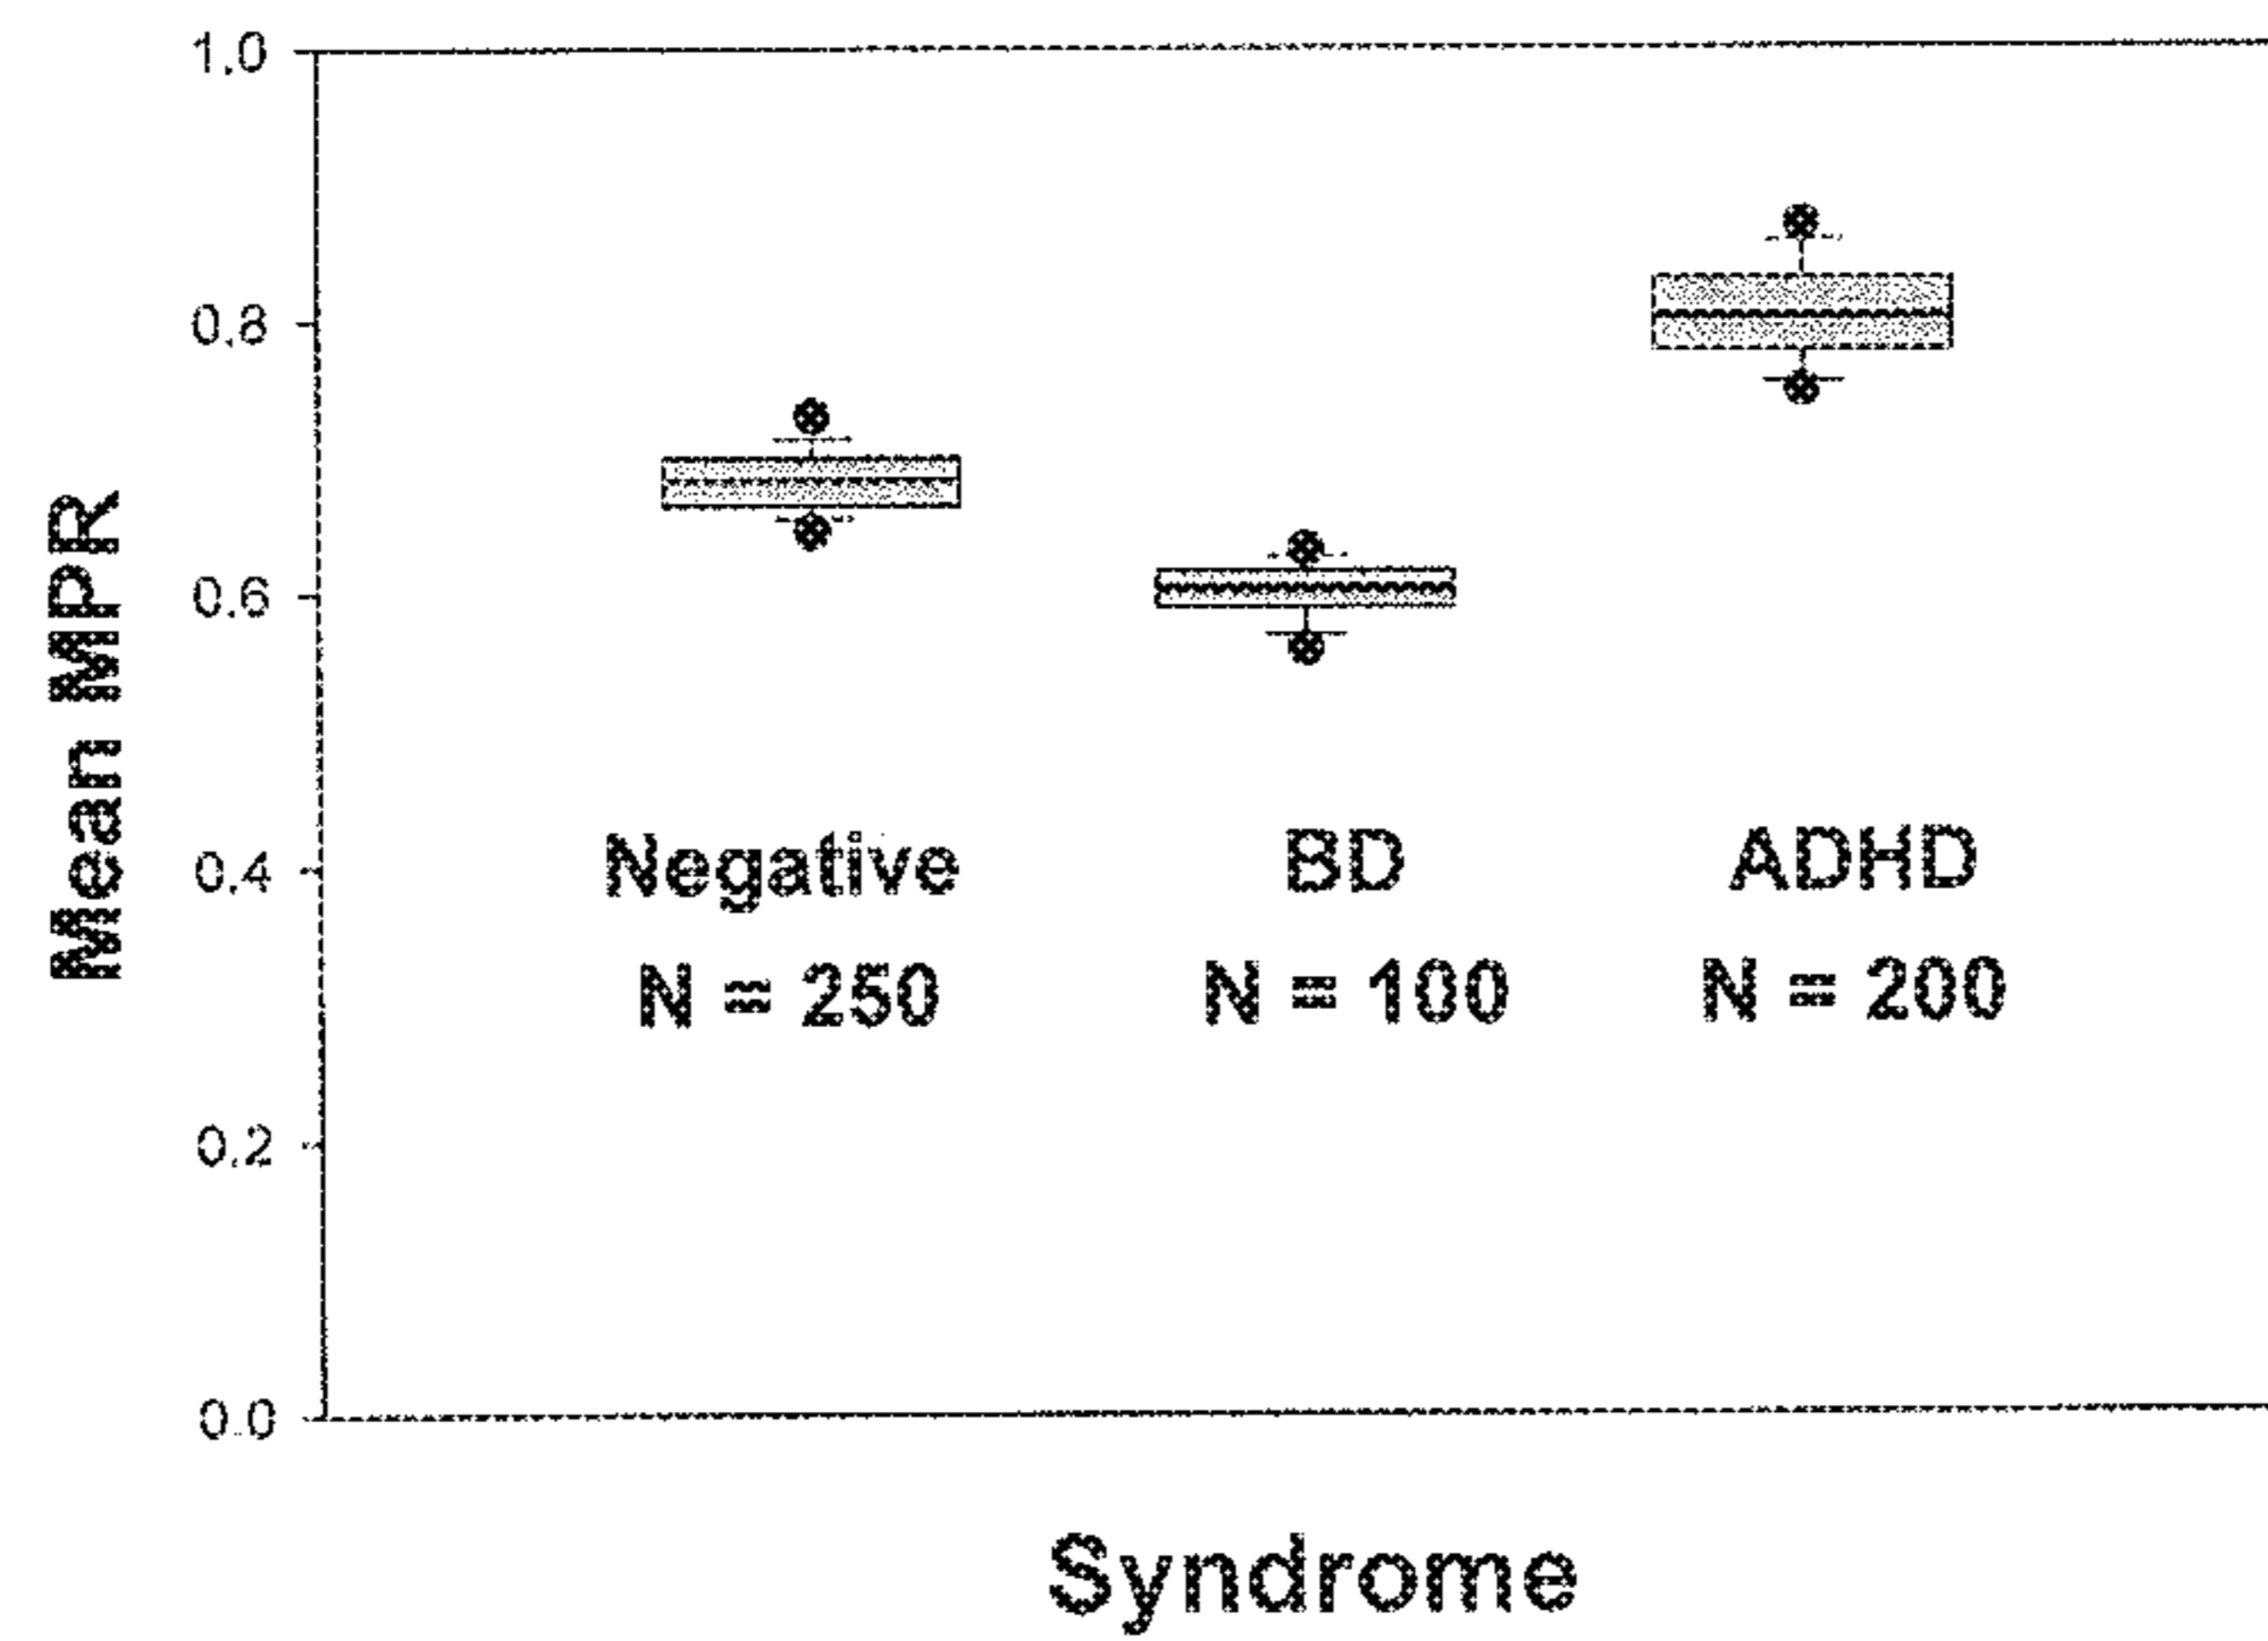 1.0
0.8
0.6
0.4
0.2
0.0
Mean MPR
Negative BD ADHD
N = 250 N = 100 N = 200
Syndrome